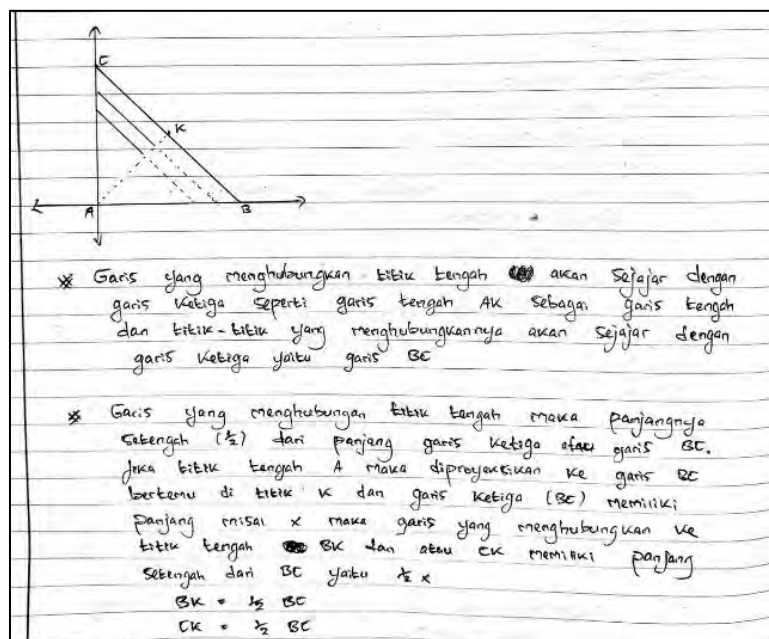 C
K
A
B
* Garis yang menghubungkan titik tengah akan sejajar dengan
garis ketiga seperti garis tengah AK sebagai garis tengah
dan titik-titik yang menghubungkannya akan sejajar dengan
garis ketiga yaitu garis BC
* Garis yang menghubungan titik tengah maka panjangnya
setengah (½) dari panjang garis ketiga atau garis BC.
Jika titik tengah A maka diproyeksikan ke garis BC
bertemu di titik K dan garis ketiga (BC) memiliki
panjang misal x maka garis yang menghubungkan ke
titik tengah BK dan atau CK memiliki panjang
setengah dari BC yaitu ½ x
BK = ½ BC
CK = ½ BC